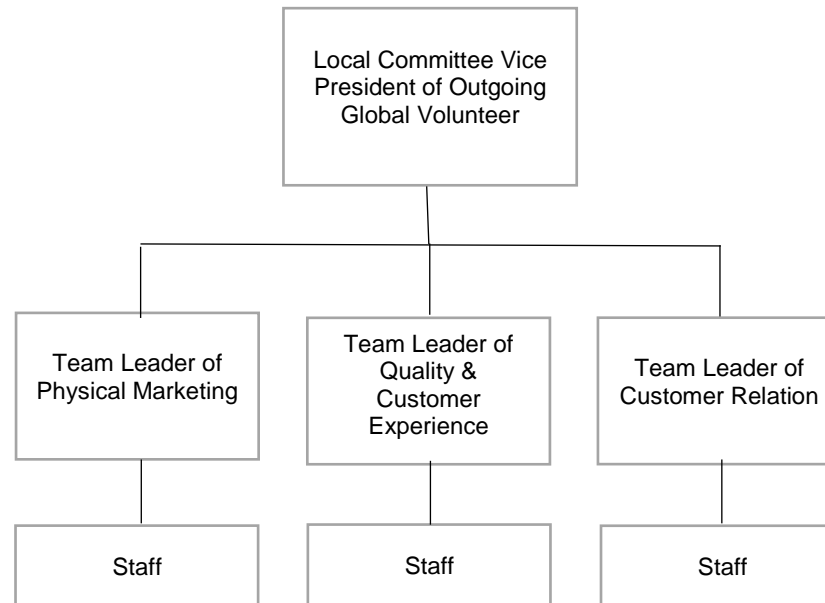 Local Committee Vice
President of Outgoing
Global Volunteer
Team Leader of
Physical Marketing
Team Leader of
Quality &
Customer
Experience
Team Leader of
Customer Relation
Staff
Staff
Staff